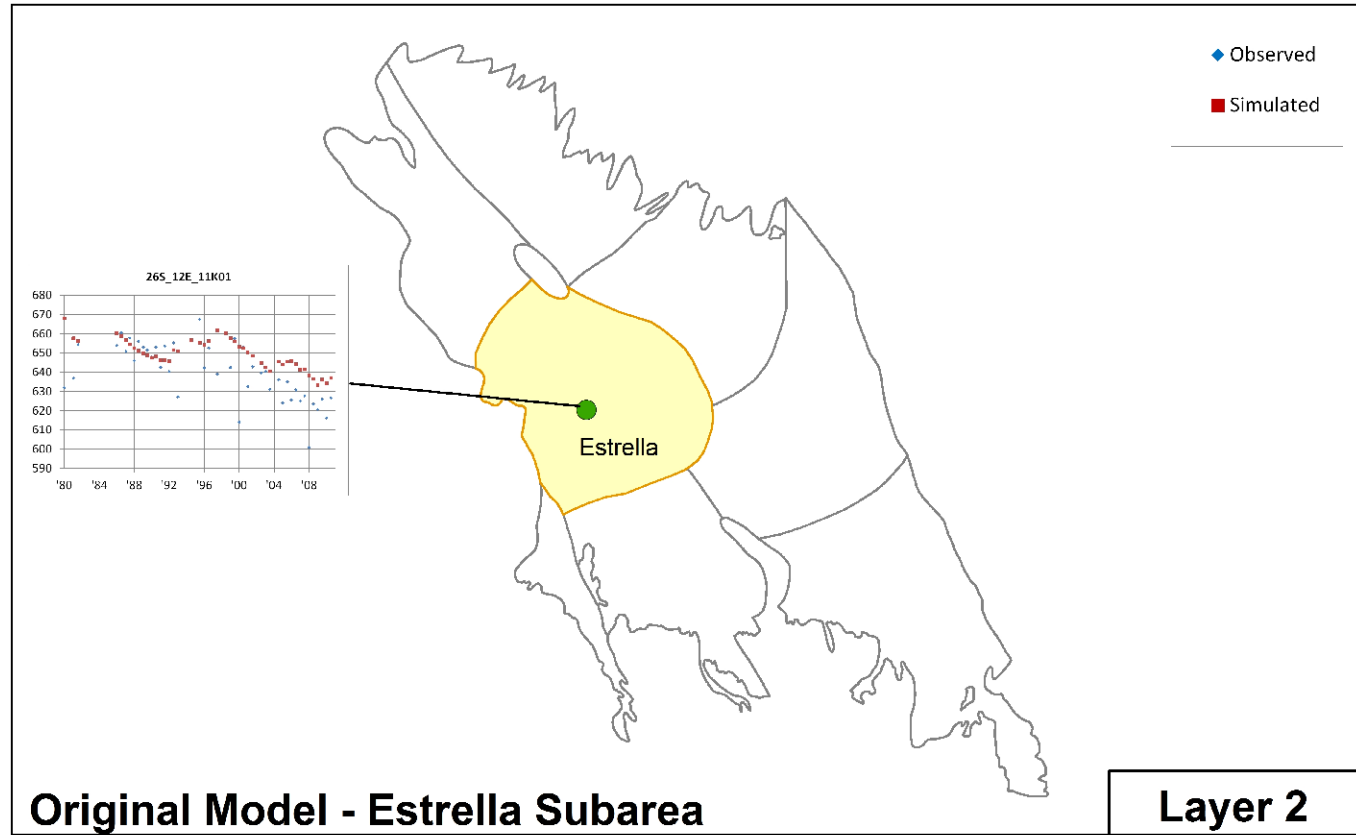 Observed
Simulated
26S_12E_11K01
680
670
660
650
640
630
620
610
600
590
'80 '84 '88 '92 '96 '00 '04 '08
Estrella
Original Model - Estrella Subarea
Layer 2